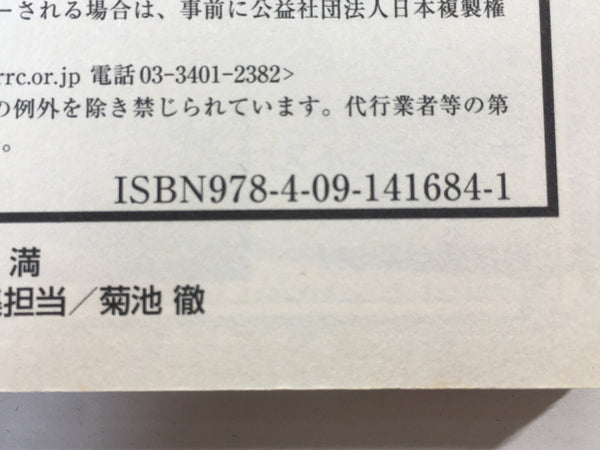 ーされる場合は、事前に公益社団法人日本複製権
rrc.or.jp 電話03-3401-2382>
の例外を除き禁じられています。代行業者等の第
。
ISBN978-4-09-141684-1
満
担当／菊池 徹